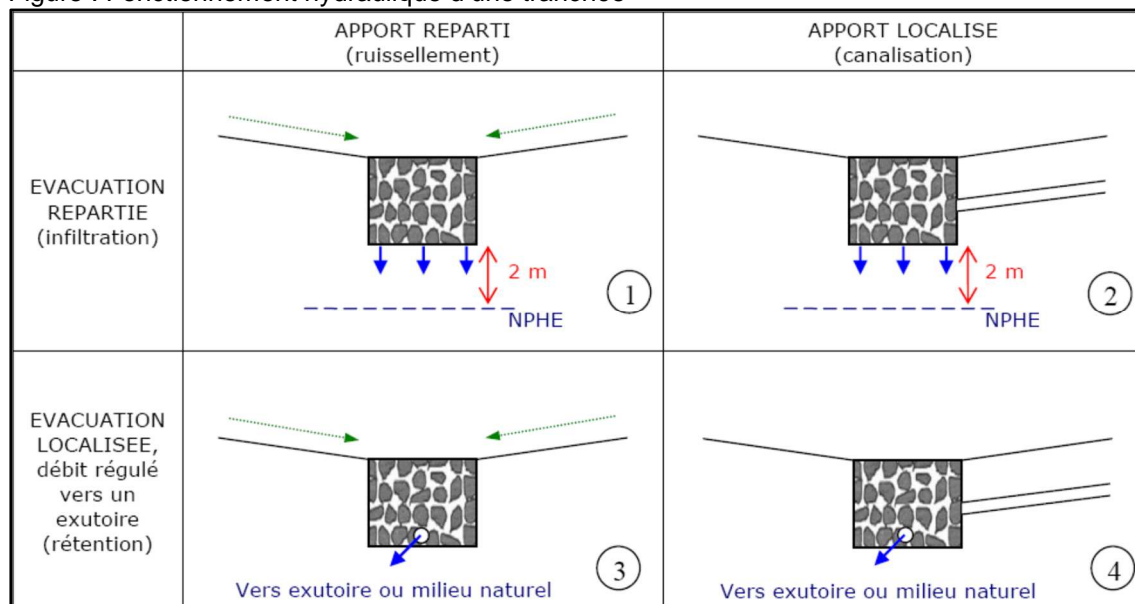 Figure : Fonctionnement hydraulique d'une tranchée
APPORT REPARTI
(ruissellement)
APPORT LOCALISE
(canalisation)
EVACUATION
REPARTIE
(infiltration)
2 m
NPHE
1
2 m
NPHE
2
EVACUATION
LOCALISEE,
débit régulé
vers un
exutoire
(rétention)
Vers exutoire ou milieu naturel
3
Vers exutoire ou milieu naturel
4